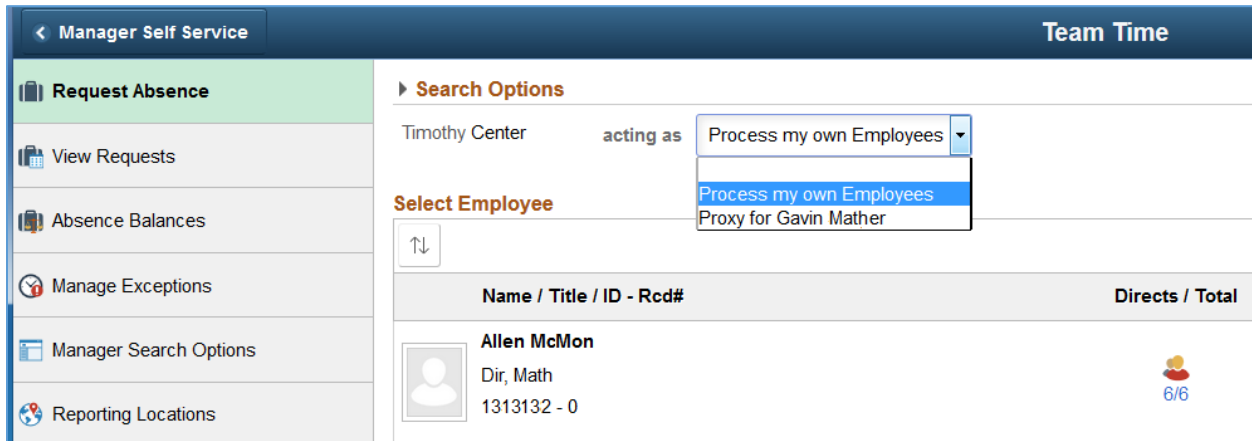 Manager Self Service
Team Time
Request Absence
View Requests
Absence Balances
Manage Exceptions
Manager Search Options
Reporting Locations
Search Options
Timothy Center acting as Process my own Employees
Process my own Employees
Proxy for Gavin Mather
Select Employee
Name / Title / ID - Rcd# Directs / Total
Allen McMon
Dir, Math
1313132 - 0
6/6